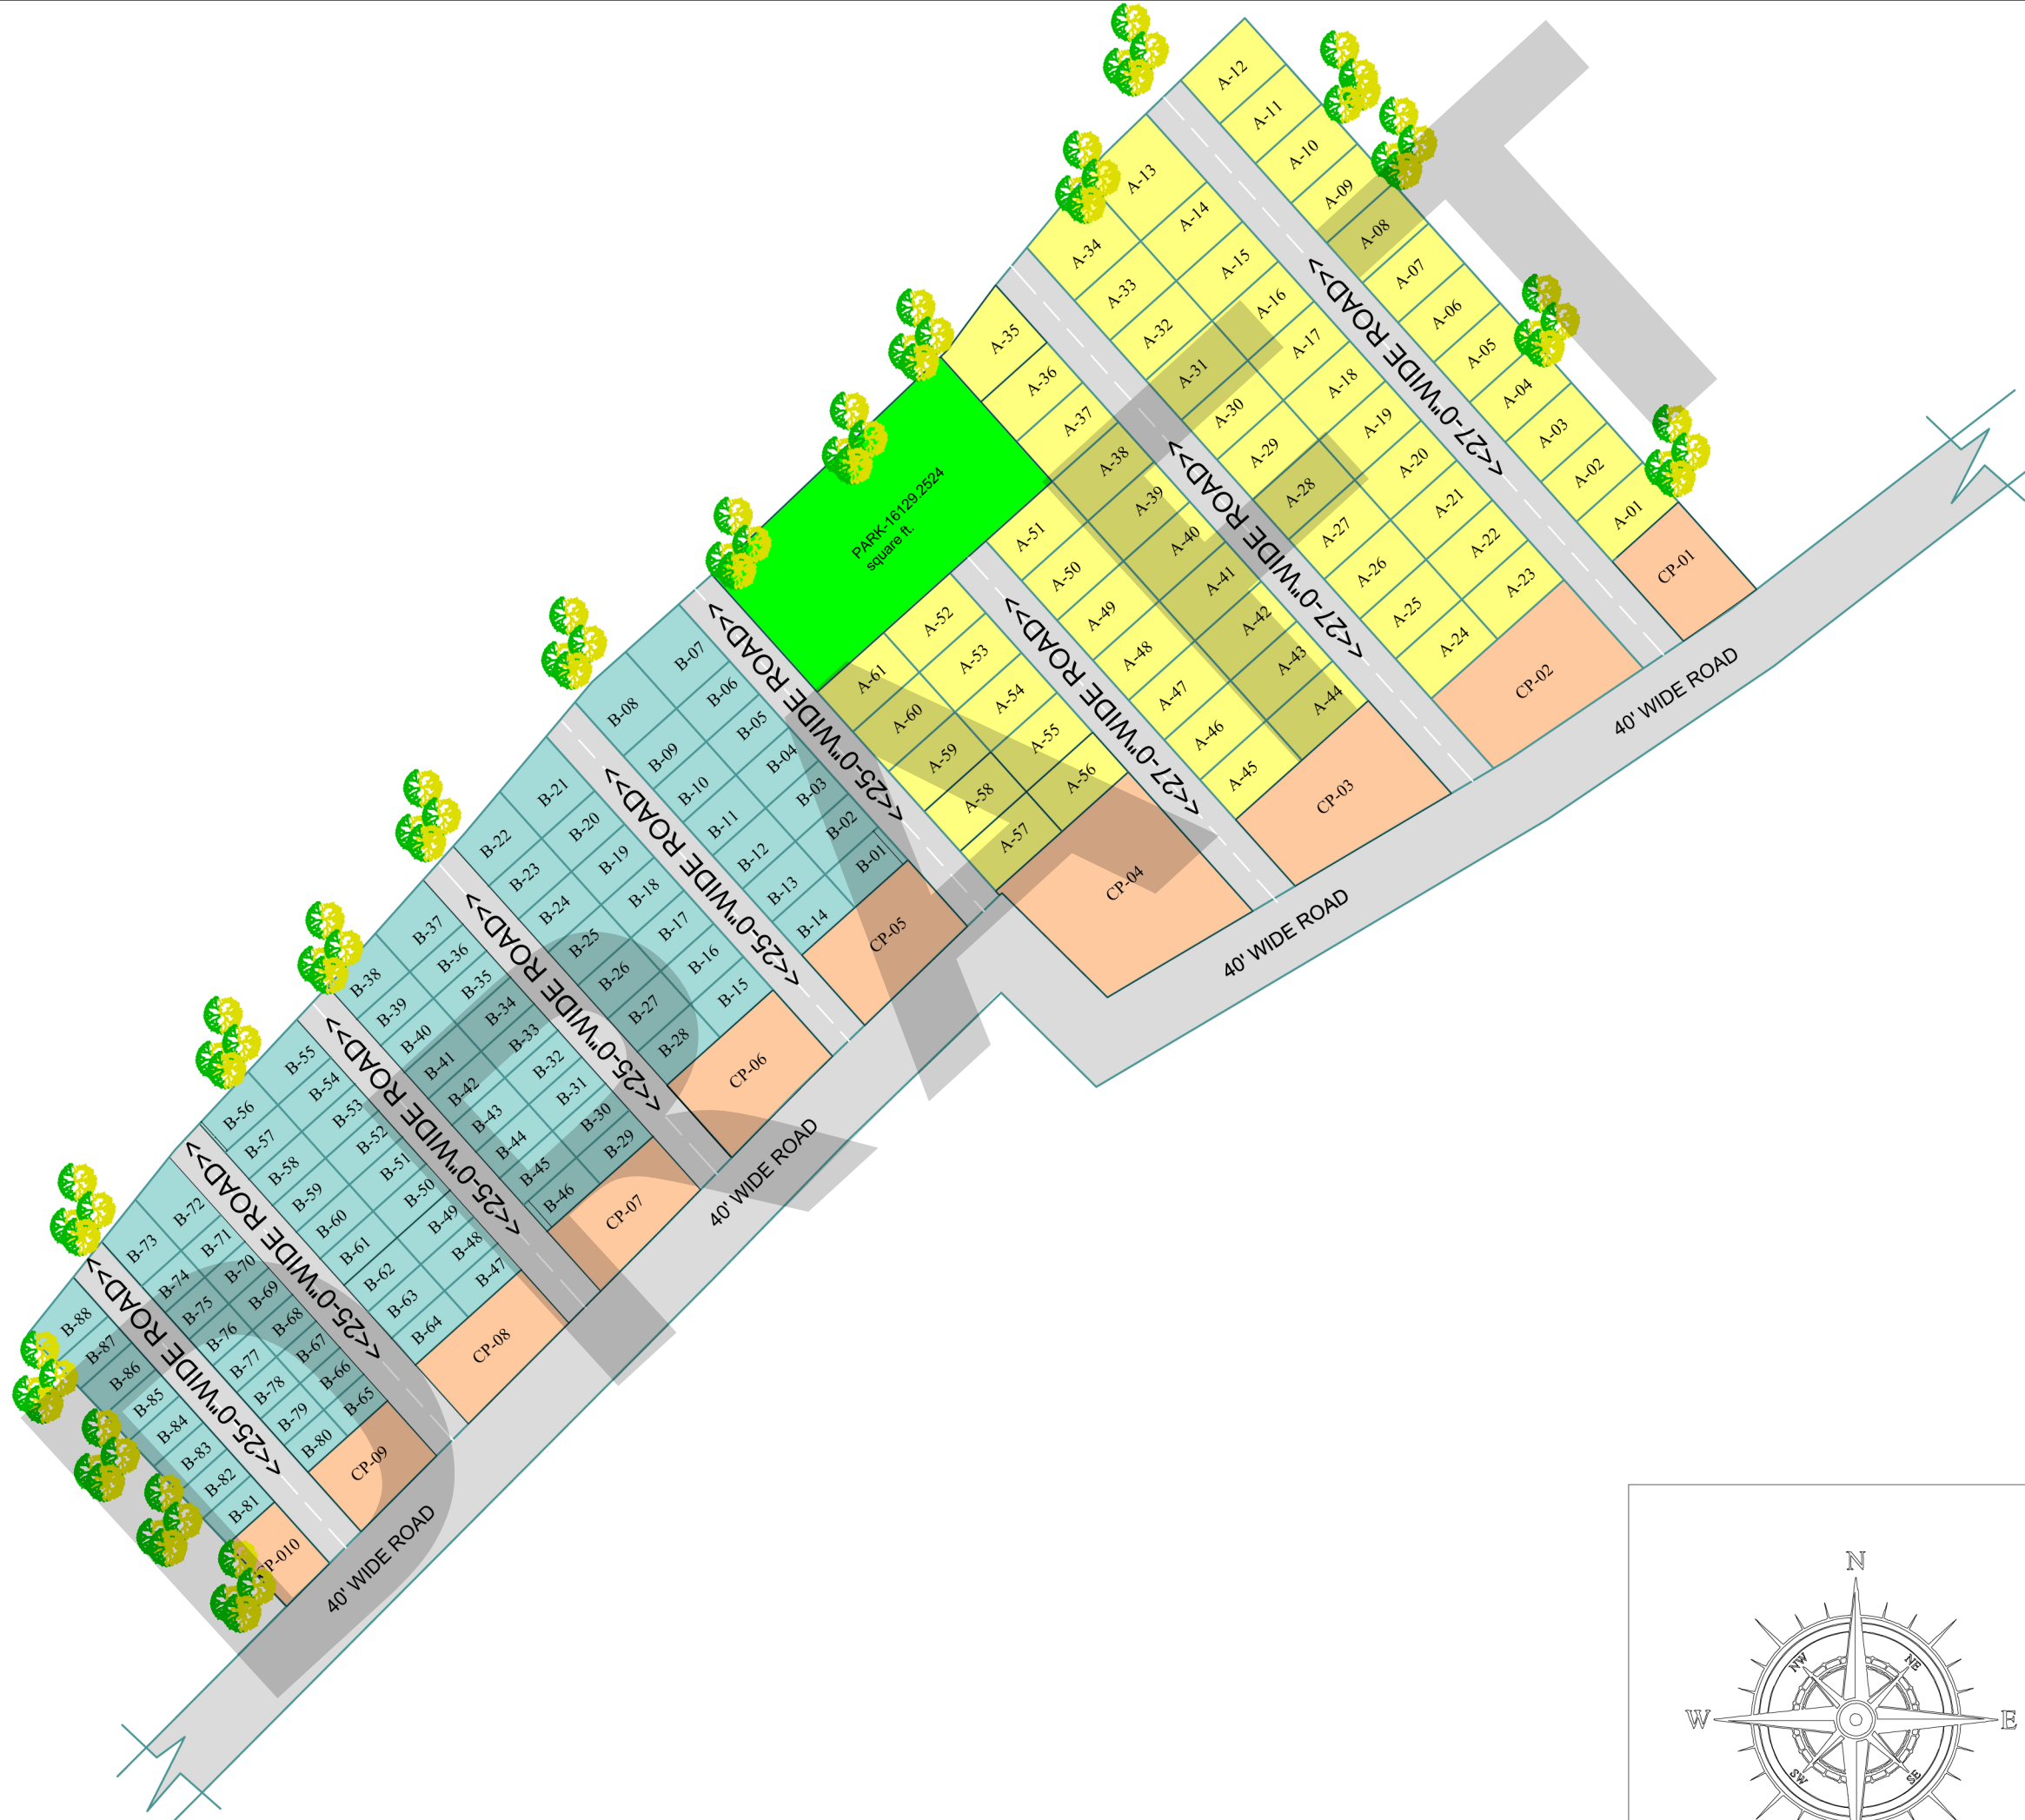 A-12
A-11
A-10
A-09
A-08
A-07
A-06
A-05
A-04
A-03
A-02
A-01
CP-01
<<27-0"WIDE ROAD>>
A-13
A-14
A-15
A-16
A-17
A-18
A-19
A-20
A-21
A-22
A-23
CP-02
A-34
A-33
A-32
A-31
A-30
A-29
A-28
A-27
A-26
A-25
A-24
<<27-0"WIDE ROAD>>
A-35
A-36
A-37
A-38
A-39
A-40
A-41
A-42
A-43
A-44
CP-03
A-51
A-50
A-49
A-48
A-47
A-46
A-45
<<27-0"WIDE ROAD>>
PARK-16129.2524
square ft.
A-52
A-53
A-54
A-55
A-56
CP-04
A-61
A-60
A-59
A-58
A-57
<<25-0"WIDE ROAD>>
B-07
B-06
B-05
B-04
B-03
B-02
B-01
CP-05
B-08
B-09
B-10
B-11
B-12
B-13
B-14
<<25-0"WIDE ROAD>>
B-21
B-20
B-19
B-18
B-17
B-16
B-15
CP-06
B-22
B-23
B-24
B-25
B-26
B-27
B-28
<<25-0"WIDE ROAD>>
B-37
B-36
B-35
B-34
B-33
B-32
B-31
B-30
B-29
CP-07
B-38
B-39
B-40
B-41
B-42
B-43
B-44
B-45
B-46
<<25-0"WIDE ROAD>>
B-55
B-54
B-53
B-52
B-51
B-50
B-49
B-48
B-47
CP-08
B-56
B-57
B-58
B-59
B-60
B-61
B-62
B-63
B-64
<<25-0"WIDE ROAD>>
B-72
B-71
B-70
B-69
B-68
B-67
B-66
B-65
CP-09
B-73
B-74
B-75
B-76
B-77
B-78
B-79
B-80
<<25-0"WIDE ROAD>>
B-88
B-87
B-86
B-85
B-84
B-83
B-82
B-81
CP-010
40' WIDE ROAD
40' WIDE ROAD
40' WIDE ROAD
40' WIDE ROAD
N
NW
NE
W
E
SW
SE